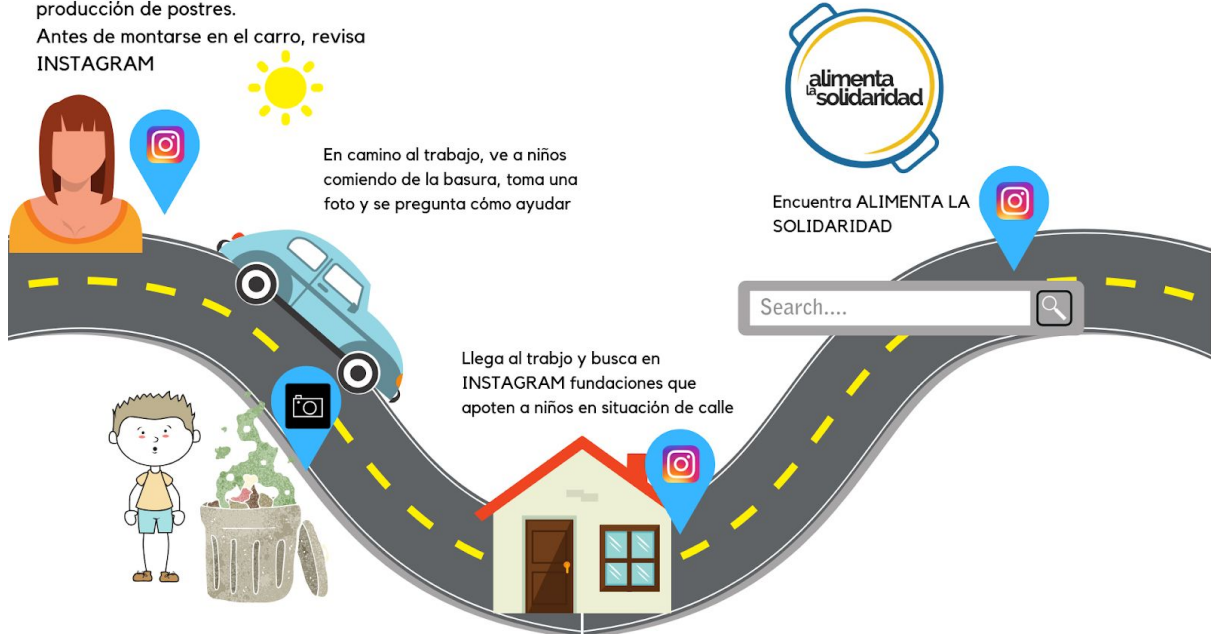 producción de postres.
Antes de montarse en el carro, revisa
INSTAGRAM
alimenta
la
solidaridad
En camino al trabajo, ve a niños
comiendo de la basura, toma una
foto y se pregunta cómo ayudar
Encuentra ALIMENTA LA
SOLIDARIDAD
Search....
Llega al trabjo y busca en
INSTAGRAM fundaciones que
apoten a niños en situación de calle